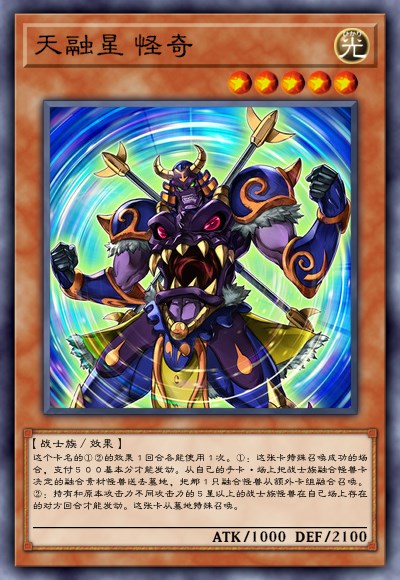 天融星 怪奇
ひかり
光
【战士族／效果】
这个卡名的①②的效果１回合各能使用１次。①：这张卡特殊召唤成功的场
合，支付５００基本分才能发动。从自己的手卡・场上把战士族融合怪兽卡
决定的融合素材怪兽送去墓地，把那１只融合怪兽从额外卡组融合召唤。
②：持有和原本攻击力不同攻击力的５星以上的战士族怪兽在自己场上存在
的对方回合才能发动。这张卡从墓地特殊召唤。
ATK/1000 DEF/2100